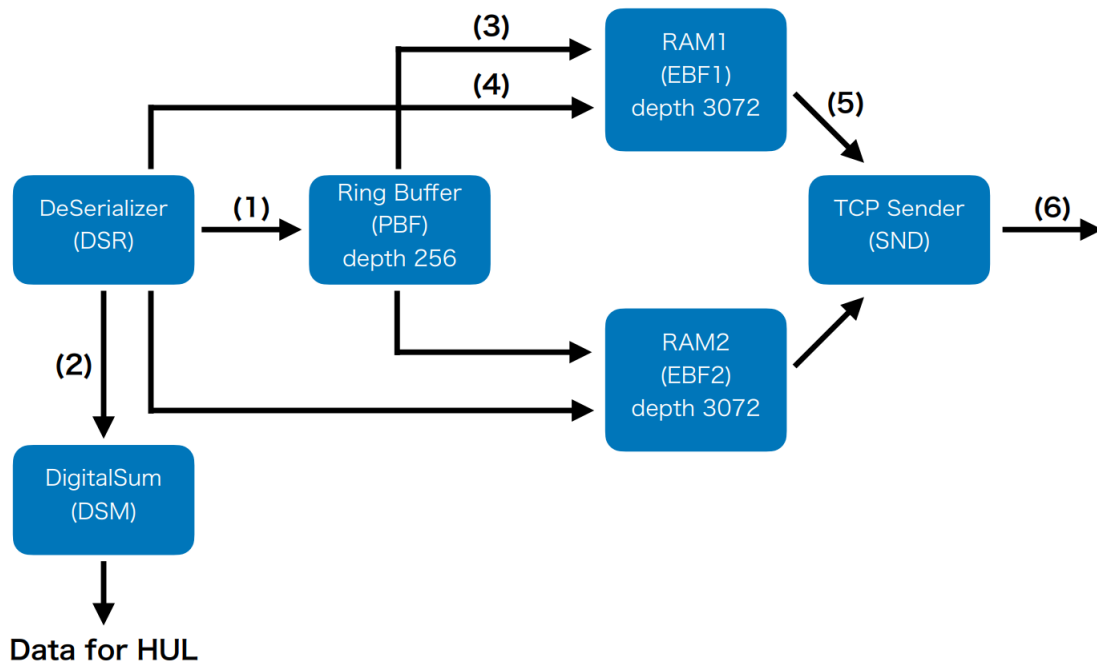 (3)
(4)
RAM1
(EBF1)
depth 3072
(5)
DeSerializer
(DSR)
(1)
Ring Buffer
(PBF)
depth 256
TCP Sender
(SND)
(6)
(2)
RAM2
(EBF2)
depth 3072
DigitalSum
(DSM)
Data for HUL